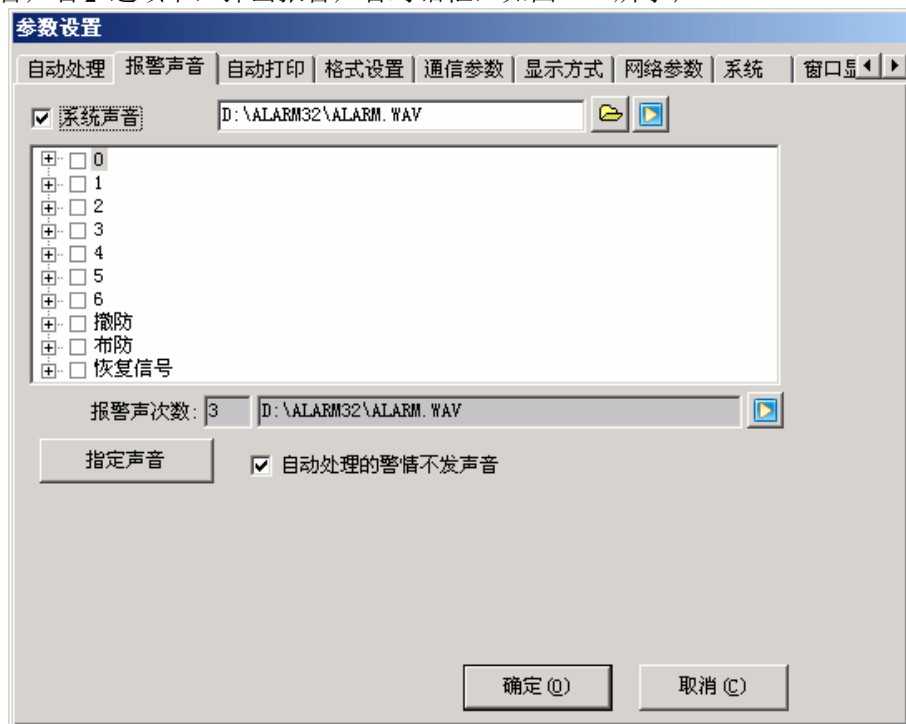 参数设置
自动处理 报警声音 自动打印 格式设置 通信参数 显示方式 网络参数 系统 窗口显
系统声音 D:\ALARM32\ALARM.WAV
0
1
2
3
4
5
6
撤防
布防
恢复信号
报警声次数: 3 D:\ALARM32\ALARM.WAV
指定声音 自动处理的警情不发声音
确定(O) 取消(C)